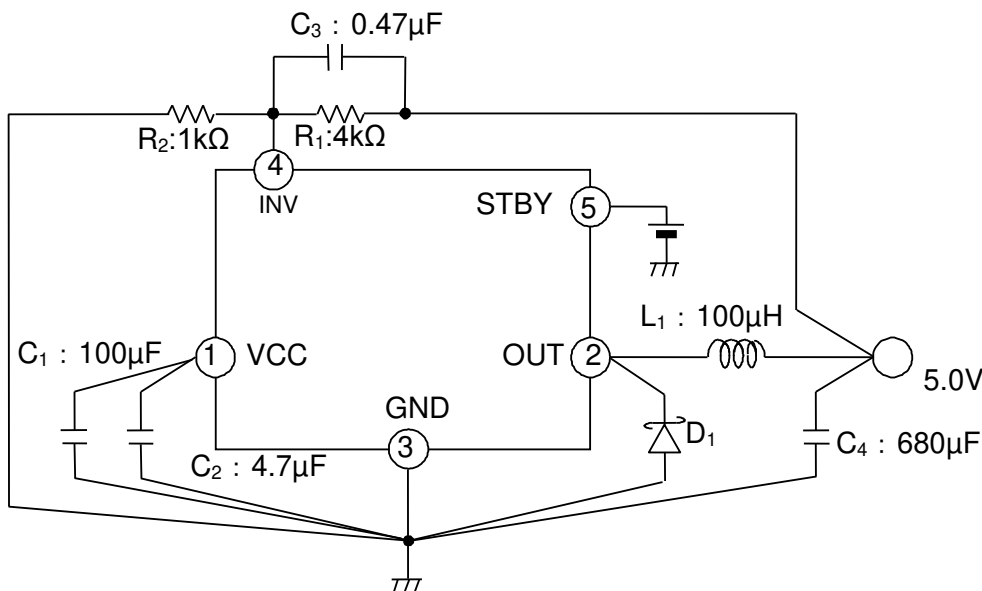 C₃ : 0.47µF
R₂:1kΩ
R₁:4kΩ
4
INV
STBY
5
L₁ : 100µH
C₁ : 100µF
1
VCC
OUT
2
5.0V
GND
3
D₁
C₂ : 4.7µF
C₄ : 680µF